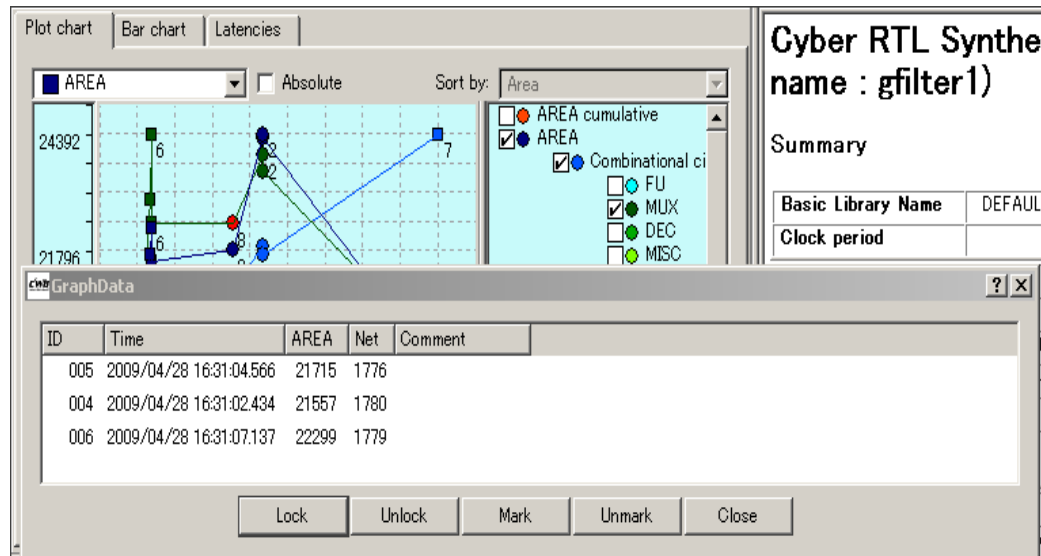 Plot chart Bar chart Latencies
AREA Absolute Sort by: Area
24392
21796
6
2
2
7
6
8
AREA cumulative
AREA
Combinational ci
FU
MUX
DEC
MISC
Cyber RTL Synthe
name : gfilter1)
Summary
Basic Library Name DEFAUL
Clock period
CWB GraphData
ID Time AREA Net Comment
005 2009/04/28 16:31:04.566 21715 1776
004 2009/04/28 16:31:02.434 21557 1780
006 2009/04/28 16:31:07.137 22299 1779
Lock Unlock Mark Unmark Close